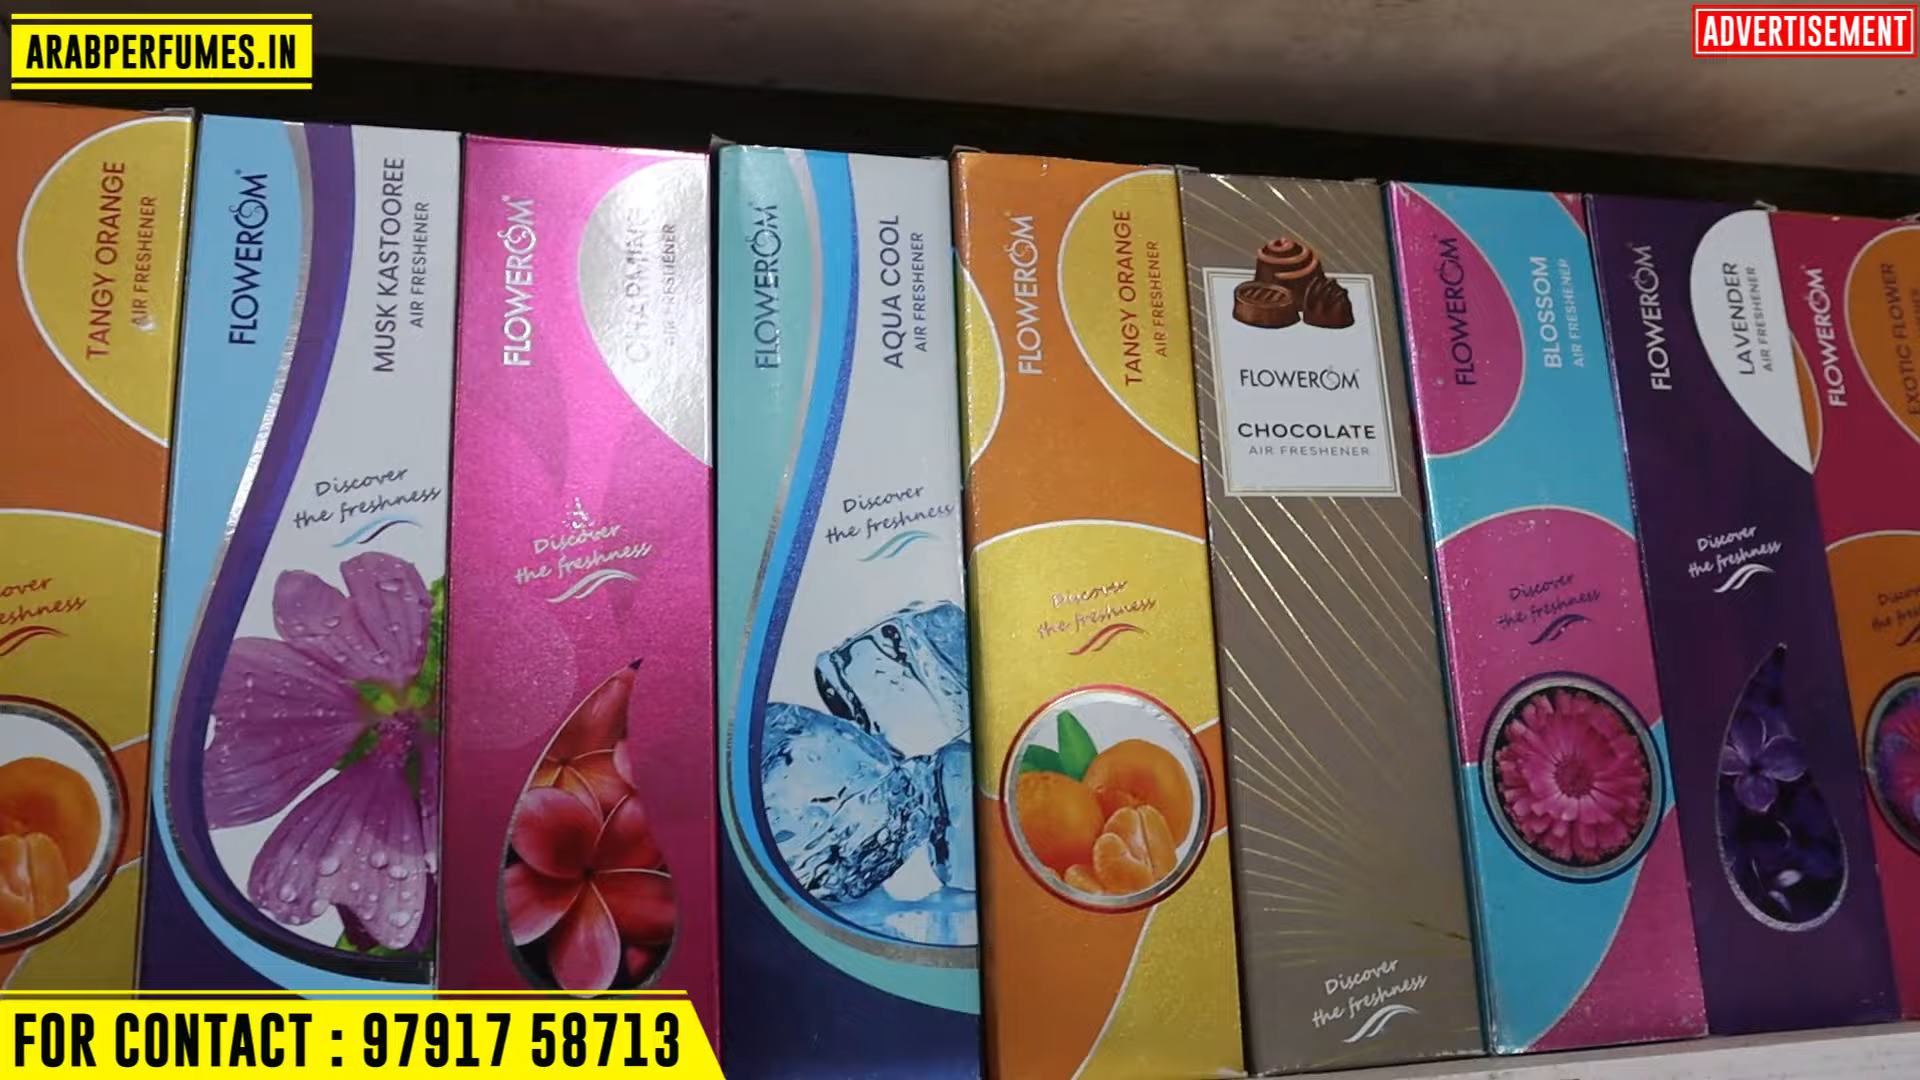 ARABPERFUMES.IN
ADVERTISEMENT
TANGY ORANGE
AIR FRESHENER
over
eshness
FLOWEROM
MUSK KASTOOREE
AIR FRESHENER
Discover
the freshness
FLOWEROM
CHARMING
AIR FRESHENER
Discover
the freshness
FLOWEROM
AQUA COOL
AIR FRESHENER
Discover
the freshness
FLOWEROM
TANGY ORANGE
AIR FRESHENER
Discover
the freshness
FLOWEROM
CHOCOLATE
AIR FRESHENER
Discover
the freshness
FLOWEROM
BLOSSOM
AIR FRESHENER
Discover
the freshness
FLOWEROM
LAVENDER
AIR FRESHENER
Discover
the freshness
FLOWEROM
EXOTIC FLOWER
FOR CONTACT : 97917 58713